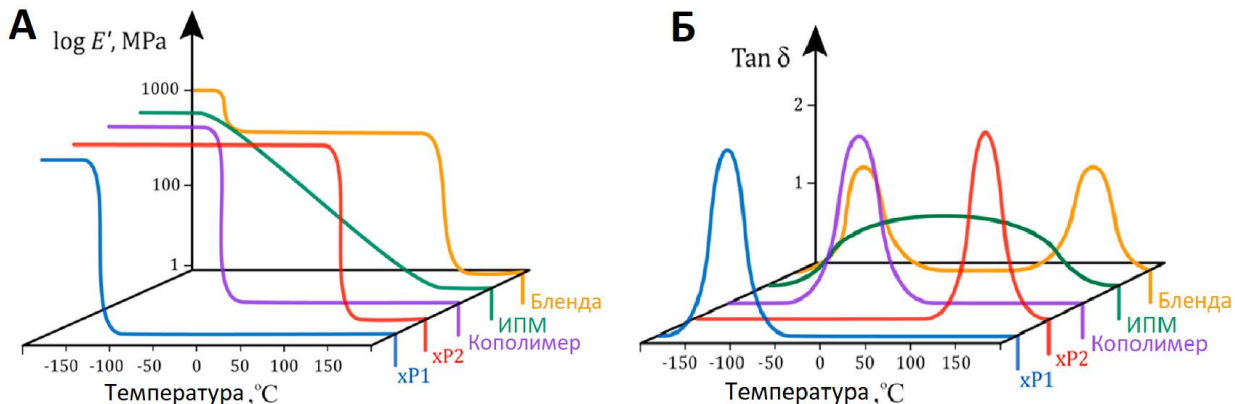 А
log E′, MPa
1000
100
1
-150 -100 -50 0 50 100 150
Температура ,°C
Бленда
ИПМ
Кополимер
xP2
xP1
Б
Tan δ
2
1
-150 -100 -50 0 50 100 150
Температура ,°C
Бленда
ИПМ
Кополимер
xP2
xP1